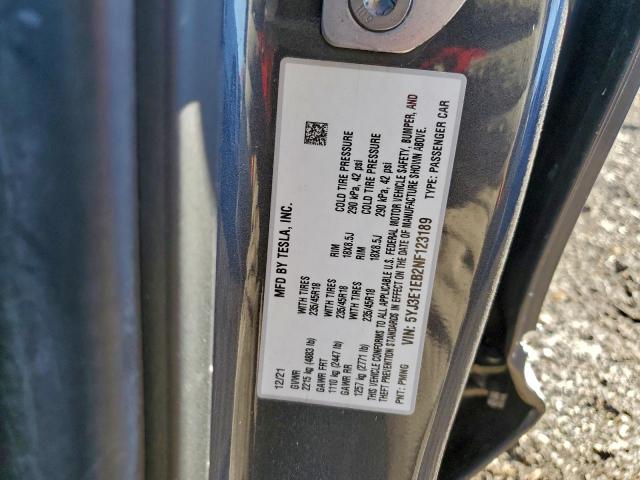 MFD BY TESLA, INC.
12/21
GVWR
2215 kg (4883 lb)
GAWR FRT WITH TIRES RIM COLD TIRE PRESSURE
1110 kg (2447 lb) 235/45R18 18X8.5J 290 kPa, 42 psi
GAWR RR WITH TIRES RIM COLD TIRE PRESSURE
1257 kg (2771 lb) 235/45R18 18X8.5J 290 kPa, 42 psi
THIS VEHICLE CONFORMS TO ALL APPLICABLE U.S. FEDERAL MOTOR VEHICLE SAFETY, BUMPER, AND
THEFT PREVENTION STANDARDS IN EFFECT ON THE DATE OF MANUFACTURE SHOWN ABOVE.
VIN: 5YJ3E1EB2NF123189 TYPE: PASSENGER CAR
PNT: PMNG